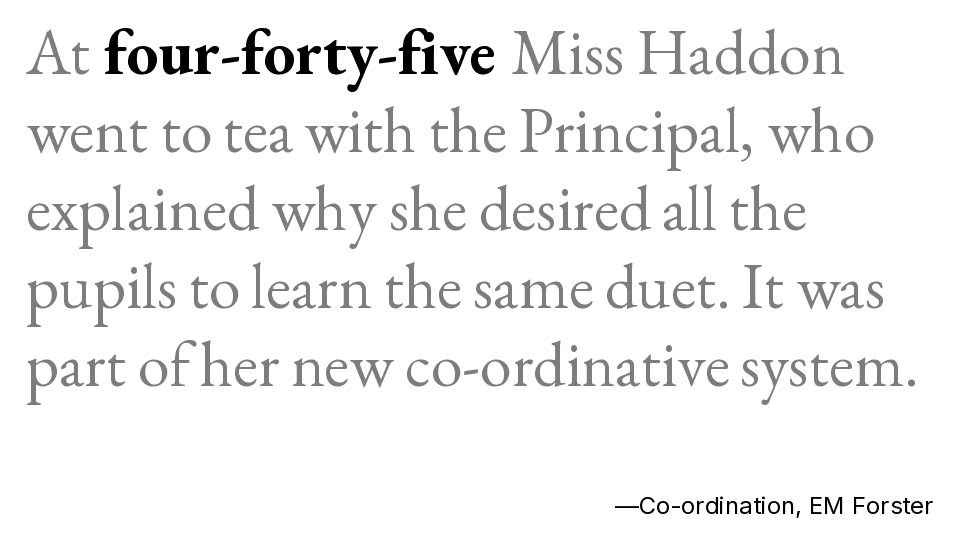 At four-forty-five Miss Haddon
went to tea with the Principal, who
explained why she desired all the
pupils to learn the same duet. It was
part of her new co-ordinative system.
—Co-ordination, EM Forster